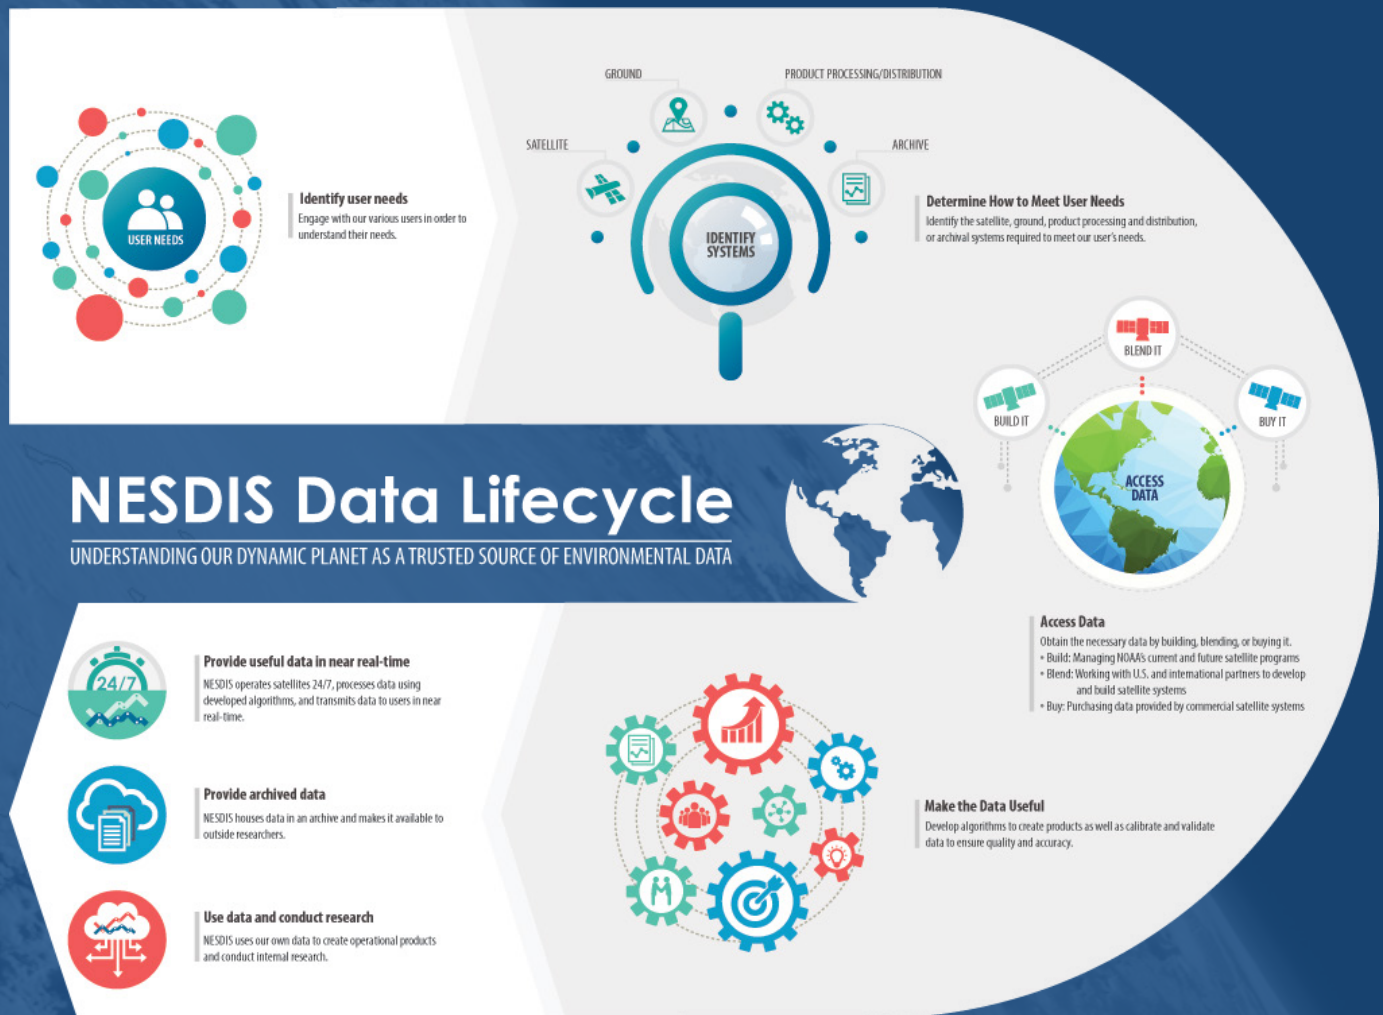 USER NEEDS
Identify user needs
Engage with our various users in order to
understand their needs.
GROUND
PRODUCT PROCESSING/DISTRIBUTION
SATELLITE
ARCHIVE
IDENTIFY
SYSTEMS
Determine How to Meet User Needs
Identify the satellite, ground, product processing and distribution,
or archival systems required to meet our user's needs.
BLEND IT
BUILD IT
BUY IT
ACCESS
DATA
Access Data
Obtain the necessary data by building, blending, or buying it.
• Build: Managing NOAA's current and future satellite programs
• Blend: Working with U.S. and international partners to develop
and build satellite systems
• Buy: Purchasing data provided by commercial satellite systems
NESDIS Data Lifecycle
UNDERSTANDING OUR DYNAMIC PLANET AS A TRUSTED SOURCE OF ENVIRONMENTAL DATA
Make the Data Useful
Develop algorithms to create products as well as calibrate and validate
data to ensure quality and accuracy.
24/7
Provide useful data in near real-time
NESDIS operates satellites 24/7, processes data using
developed algorithms, and transmits data to users in near
real-time.
Provide archived data
NESDIS houses data in an archive and makes it available to
outside researchers.
Use data and conduct research
NESDIS uses our own data to create operational products
and conduct internal research.